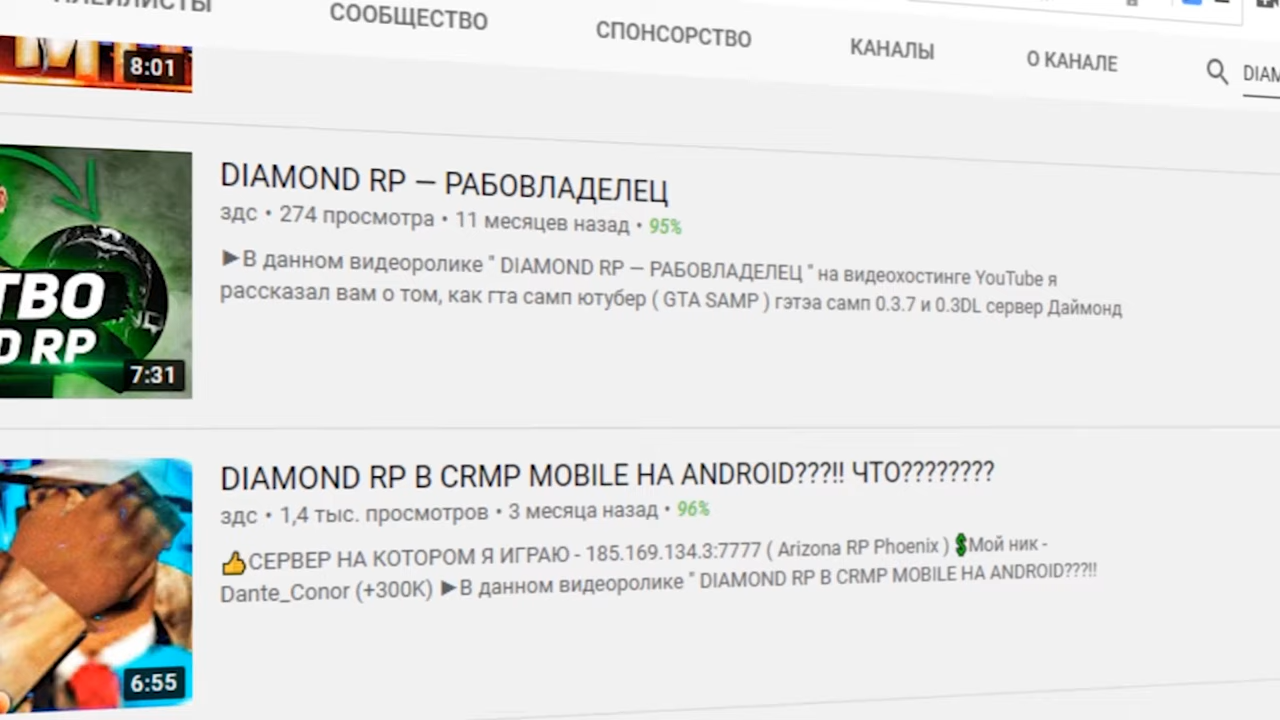 ПЛЕЙЛИСТЫ СООБЩЕСТВО СПОНСОРСТВО КАНАЛЫ О КАНАЛЕ DIAM
8:01
DIAMOND RP — РАБОВЛАДЕЛЕЦ
здс • 274 просмотра • 11 месяцев назад • 95%
►В данном видеоролике " DIAMOND RP — РАБОВЛАДЕЛЕЦ " на видеохостинге YouTube я
рассказал вам о том, как гта самп ютубер ( GTA SAMP ) гэтэа самп 0.3.7 и 0.3DL сервер Даймонд
ТВО
D RP
7:31
DIAMOND RP В CRMP MOBILE НА ANDROID???!! ЧТО????????
здс • 1,4 тыс. просмотров • 3 месяца назад • 96%
👍СЕРВЕР НА КОТОРОМ Я ИГРАЮ - 185.169.134.3:7777 ( Arizona RP Phoenix ) 💲Мой ник -
Dante_Conor (+300K) ►В данном видеоролике " DIAMOND RP В CRMP MOBILE НА ANDROID???!!
6:55